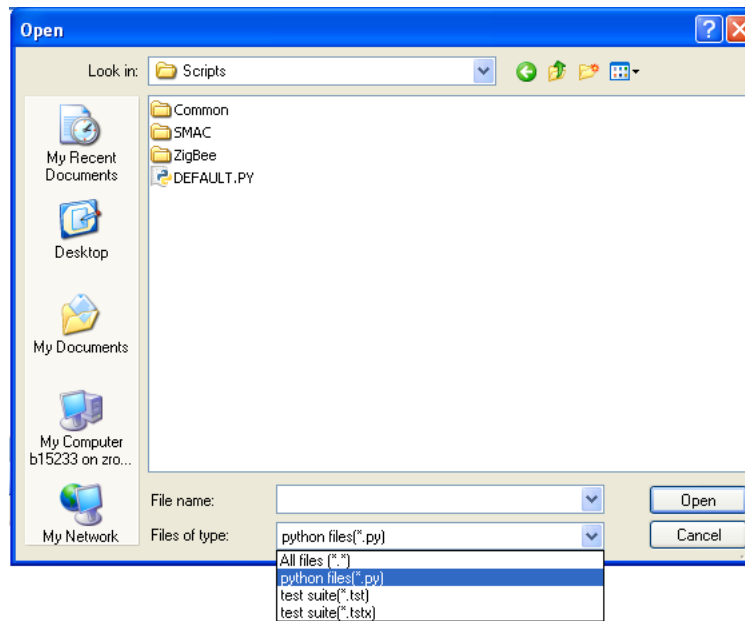 Open
Look in:
Scripts
My Recent
Documents
Desktop
My Documents
My Computer
b15233 on zro...
My Network
Common
SMAC
ZigBee
DEFAULT.PY
File name:
Open
Files of type:
python files(*.py)
Cancel
All files (*.*)
python files(*.py)
test suite(*.tst)
test suite(*.tstx)